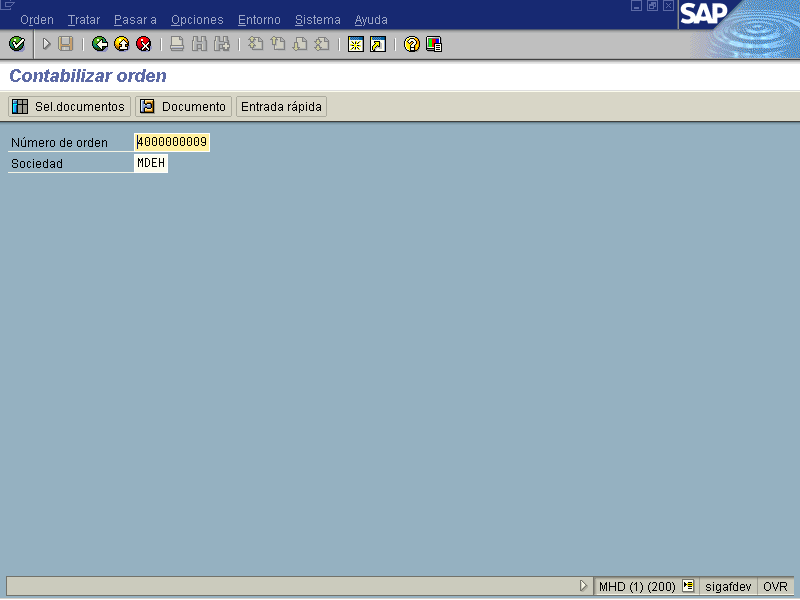 Orden Tratar Pasar a Opciones Entorno Sistema Ayuda
SAP
Contabilizar orden
Sel.documentos Documento Entrada rápida
Número de orden 4000000009
Sociedad MDEH
MHD (1) (200) sigafdev OVR